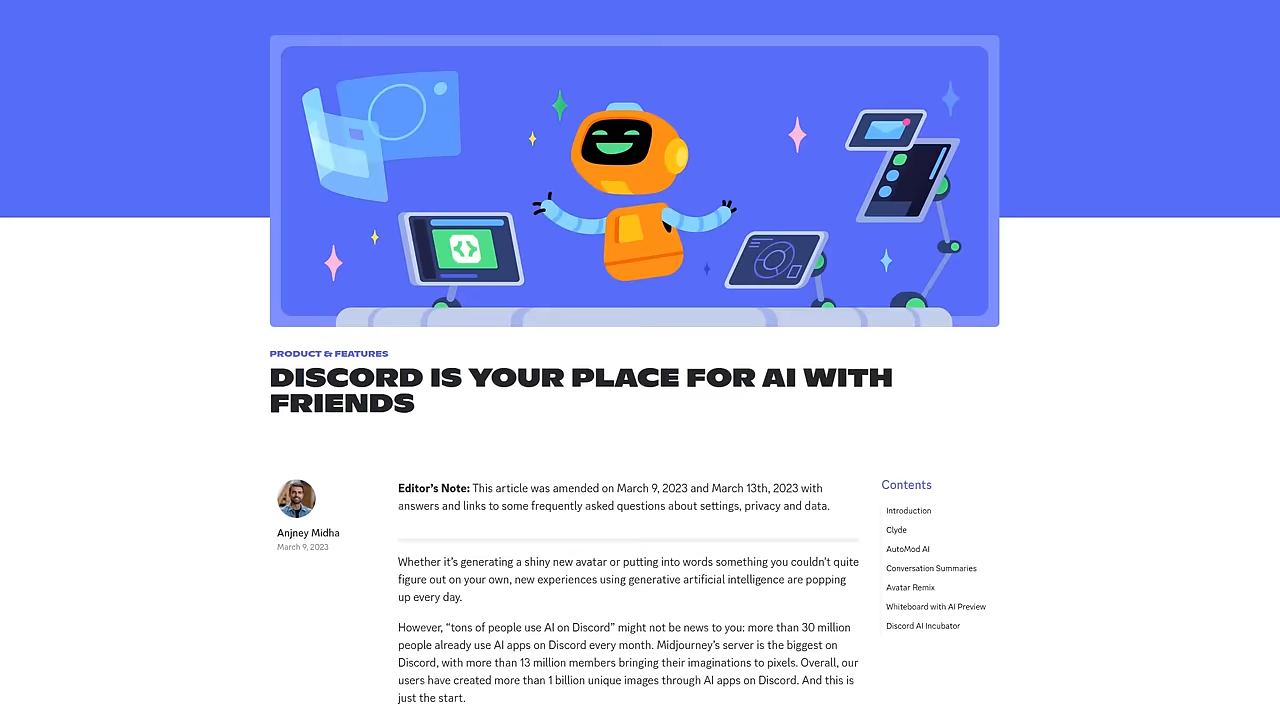 PRODUCT & FEATURES
DISCORD IS YOUR PLACE FOR AI WITH
FRIENDS
Anjney Midha
March 9, 2023
Editor's Note: This article was amended on March 9, 2023 and March 13th, 2023 with
answers and links to some frequently asked questions about settings, privacy and data.
Whether it's generating a shiny new avatar or putting into words something you couldn't quite
figure out on your own, new experiences using generative artificial intelligence are popping
up every day.
However, “tons of people use AI on Discord” might not be news to you: more than 30 million
people already use AI apps on Discord every month. Midjourney's server is the biggest on
Discord, with more than 13 million members bringing their imaginations to pixels. Overall, our
users have created more than 1 billion unique images through AI apps on Discord. And this is
just the start.
Contents
Introduction
Clyde
AutoMod AI
Conversation Summaries
Avatar Remix
Whiteboard with AI Preview
Discord AI Incubator